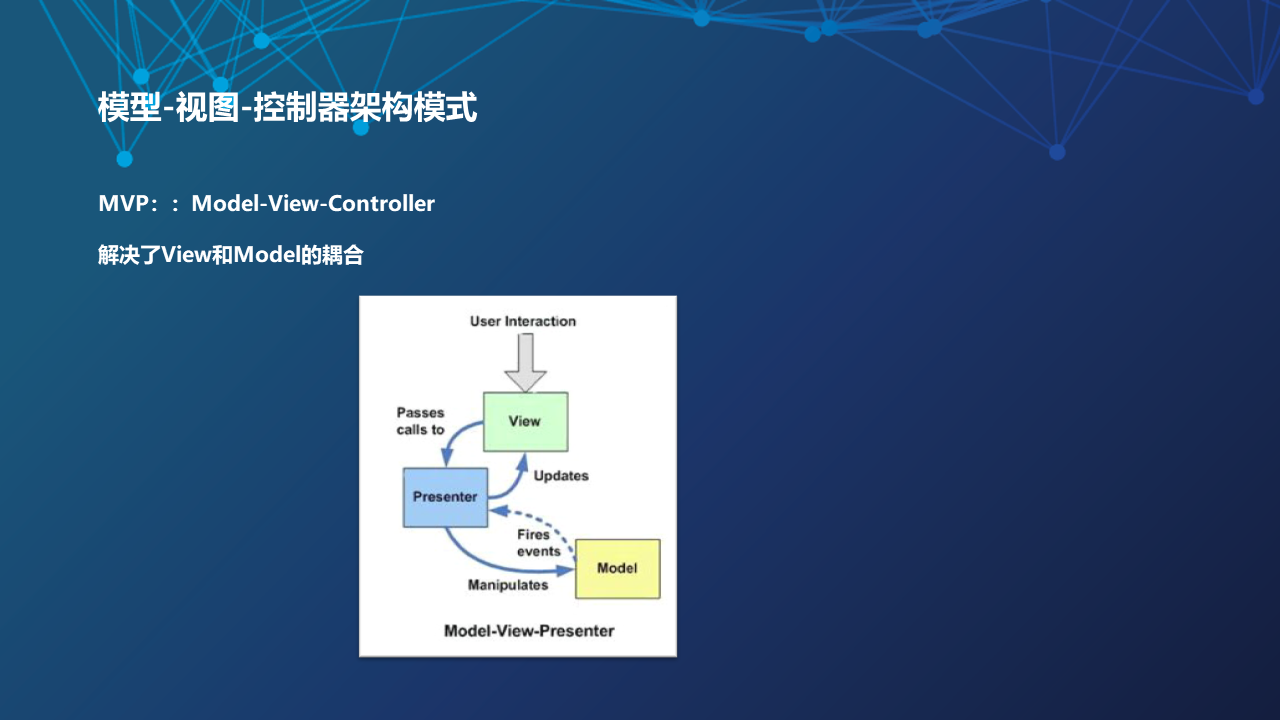 模型-视图-控制器架构模式
MVP：：Model-View-Controller
解决了View和Model的耦合
User Interaction
View
Passes
calls to
Updates
Presenter
Fires
events
Model
Manipulates
Model-View-Presenter